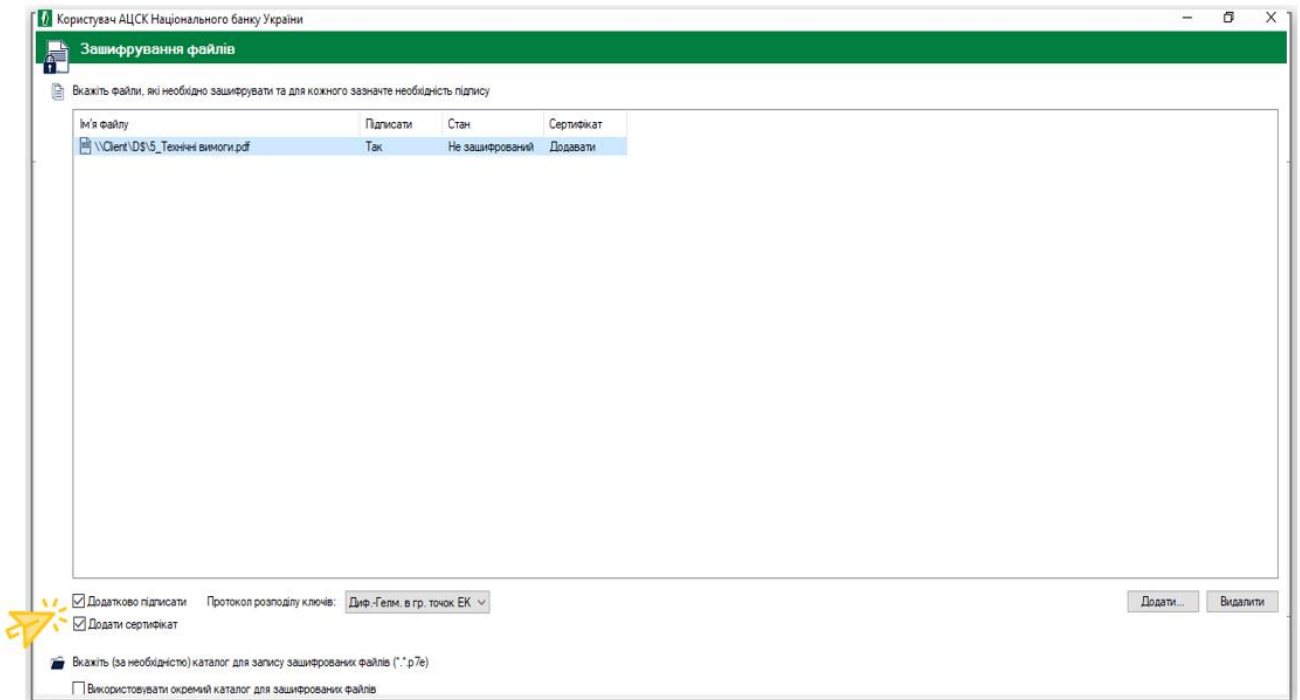 Користувач АЦСК Національного банку України
Зашифрування файлів
Вкажіть файли, які необхідно зашифрувати та для кожного зазначте необхідність підпису
Ім'я файлу Підписати Стан Сертифікат
\\Client\D$\5_Технічні вимоги.pdf Так Не зашифрований Додавати
Додатково підписати Протокол розподілу ключів: Диф.-Гелм. в гр. точок ЕК Додати... Видалити
Додати сертифікат
Вкажіть (за необхідністю) каталог для запису зашифрованих файлів (*.*.p7e)
Використовувати окремий каталог для зашифрованих файлів